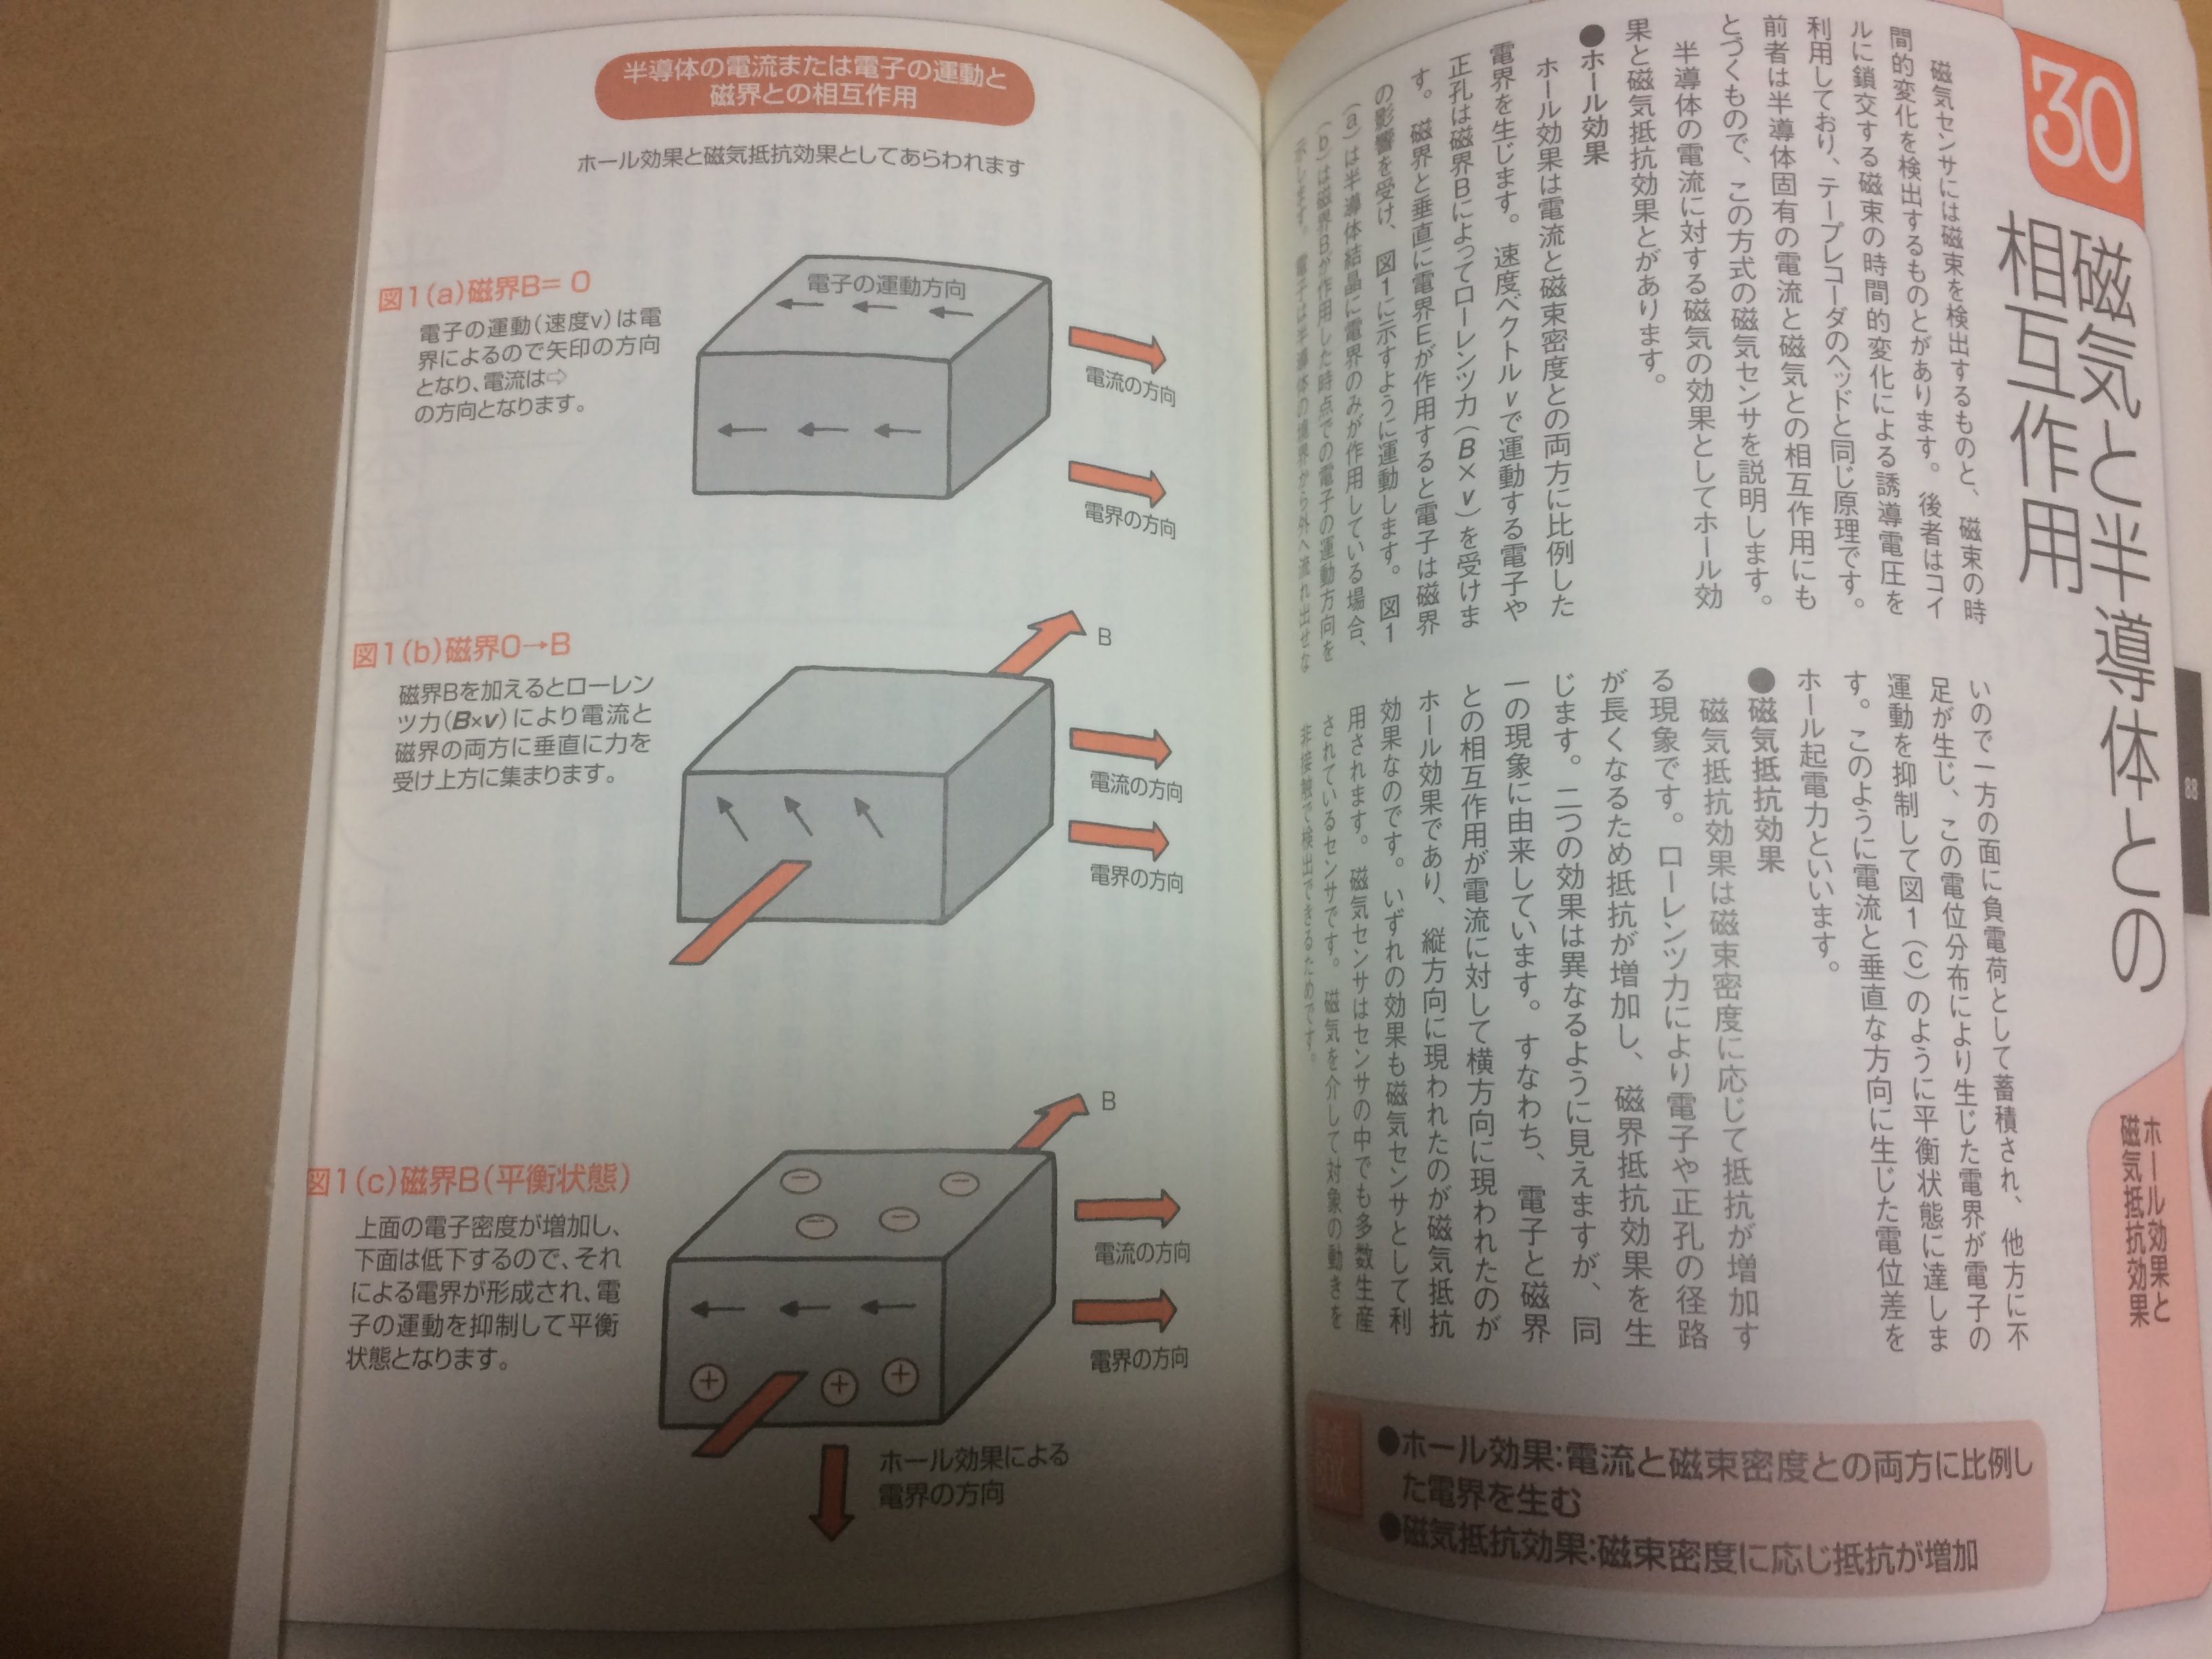 30
磁気と半導体との
相互作用
ホール効果と
磁気抵抗効果
88
磁気センサには磁束を検出するものと、磁束の時
間的変化を検出するものとがあります。後者はコイ
ルに鎖交する磁束の時間的変化による誘導電圧を
利用しており、テープレコーダのヘッドと同じ原理です。
前者は半導体固有の電流と磁気との相互作用にも
とづくもので、この方式の磁気センサを説明します。
半導体の電流に対する磁気の効果としてホール効
果と磁気抵抗効果とがあります。
●ホール効果
ホール効果は電流と磁束密度との両方に比例した
電界を生じます。速度ベクトルvで運動する電子や
正孔は磁界Bによってローレンツ力(B×v)を受けま
す。磁界と垂直に電界Eが作用すると電子は磁界
の影響を受け、図1に示すように運動します。図1
(a)は半導体結晶に電界のみが作用している場合、
(b)は磁界Bが作用した時点での電子の運動方向を
示します。電子は半導体の境界から外へ流れ出せな
いので一方の面に負電荷として蓄積され、他方に不
足が生じ、この電位分布により生じた電界が電子の
運動を抑制して図1(c)のように平衡状態に達しま
す。このように電流と垂直な方向に生じた電位差を
ホール起電力といいます。
●磁気抵抗効果
磁気抵抗効果は磁束密度に応じて抵抗が増加す
る現象です。ローレンツ力により電子や正孔の径路
が長くなるため抵抗が増加し、磁界抵抗効果を生
じます。二つの効果は異なるように見えますが、同
一の現象に由来しています。すなわち、電子と磁界
との相互作用が電流に対して横方向に現われたのが
ホール効果であり、縦方向に現われたのが磁気抵抗
効果なのです。いずれの効果も磁気センサとして利
用されます。磁気センサはセンサの中でも多数生産
されているセンサです。磁気を介して対象の動きを
非接触で検出できるためです。
●ホール効果:電流と磁束密度との両方に比例し
た電界を生む
●磁気抵抗効果:磁束密度に応じ抵抗が増加
半導体の電流または電子の運動と
磁界との相互作用
ホール効果と磁気抵抗効果としてあらわれます
図1(a)磁界B= 0
電子の運動(速度v)は電
界によるので矢印の方向
となり、電流は⇨
の方向となります。
電子の運動方向
電流の方向
電界の方向
図1(b)磁界0→B
磁界Bを加えるとローレン
ツ力(B×v)により電流と
磁界の両方に垂直に力を
受け上方に集まります。
B
電流の方向
電界の方向
図1(c)磁界B(平衡状態)
上面の電子密度が増加し、
下面は低下するので、それ
による電界が形成され、電
子の運動を抑制して平衡
状態となります。
B
− −
− −
電流の方向
電界の方向
+ + +
ホール効果による
電界の方向